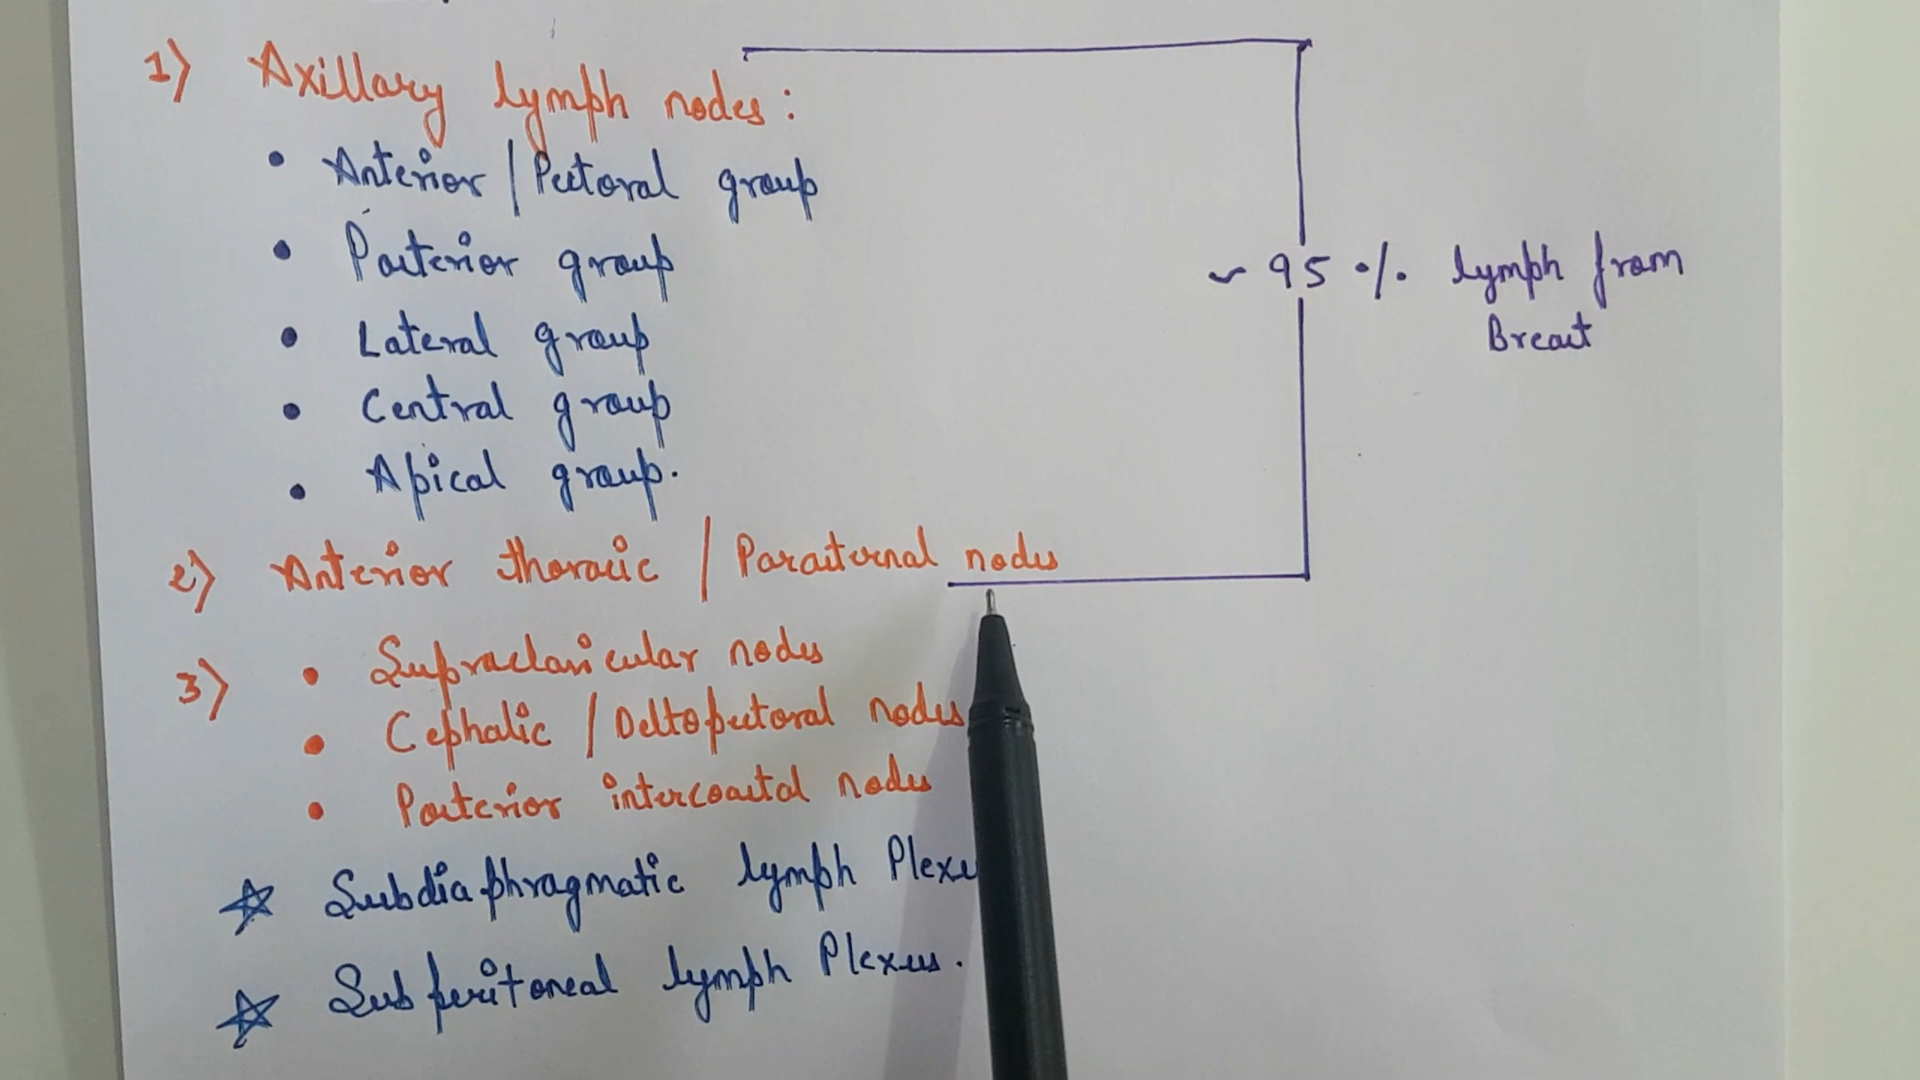 1) Axillary lymph nodes:
• Anterior / Pectoral group
• Posterior group
• Lateral group
• Central group
• Apical group.
~ 95 % lymph from
Breast
2) Anterior thoracic / Parasternal nodes
3) • Supraclavicular nodes
• Cephalic / Deltopectoral nodes
• Posterior intercostal nodes
☆ Subdiaphragmatic lymph Plexu
☆ Subperitoneal lymph Plexus.